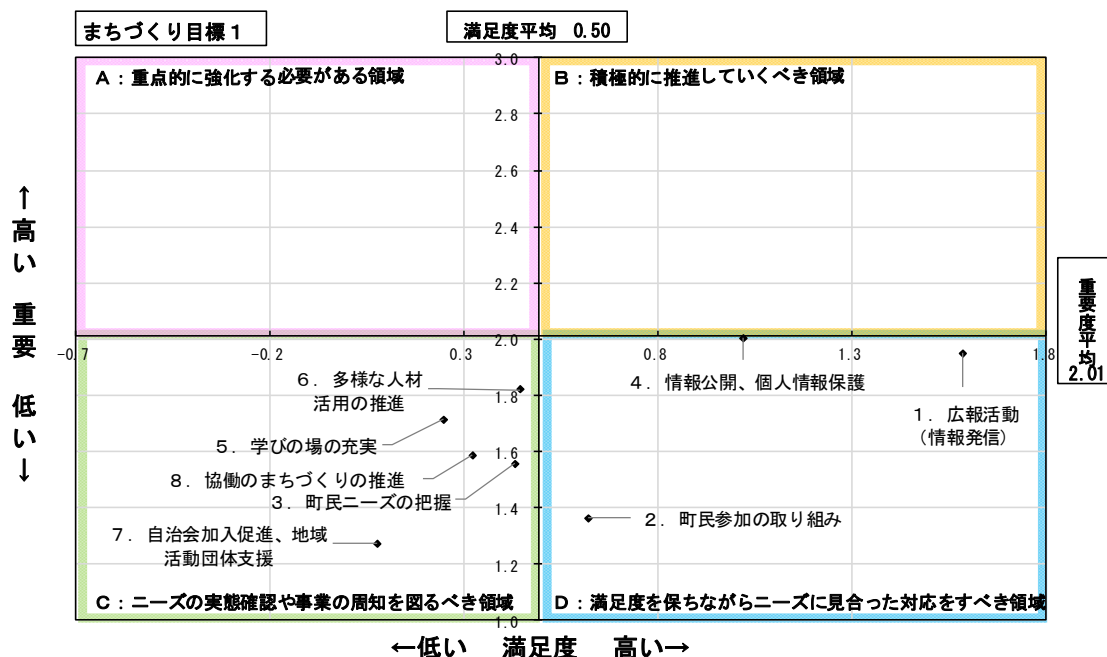 まちづくり目標１
満足度平均 0.50
A：重点的に強化する必要がある領域
B：積極的に推進していくべき領域
3.0
2.8
2.6
2.4
2.2
2.0
1.8
1.6
1.4
1.2
1.0
-0.7
-0.2
0.3
0.8
1.3
1.8
↑高い 重要 低い↓
重要度平均
2.01
6．多様な人材
活用の推進
4．情報公開、個人情報保護
1．広報活動
（情報発信）
5．学びの場の充実
8．協働のまちづくりの推進
3．町民ニーズの把握
2．町民参加の取り組み
7．自治会加入促進、地域
活動団体支援
C：ニーズの実態確認や事業の周知を図るべき領域
D：満足度を保ちながらニーズに見合った対応をすべき領域
←低い 満足度 高い→